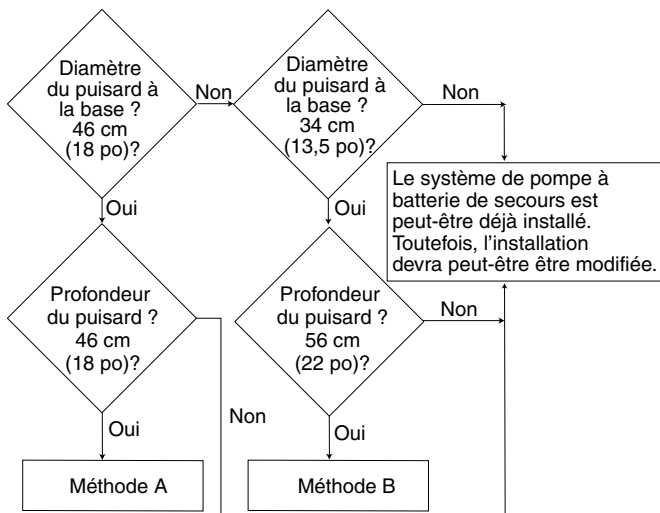 Diamètre
du puisard à
la base ?
46 cm
(18 po)?
Non
Diamètre
du puisard à
la base ?
34 cm
(13,5 po)?
Non
Le système de pompe à
batterie de secours est
peut-être déjà installé.
Toutefois, l'installation
devra peut-être être modifiée.
Oui
Oui
Profondeur
du puisard ?
46 cm
(18 po)?
Profondeur
du puisard ?
56 cm
(22 po)?
Non
Non
Oui
Oui
Méthode A
Méthode B